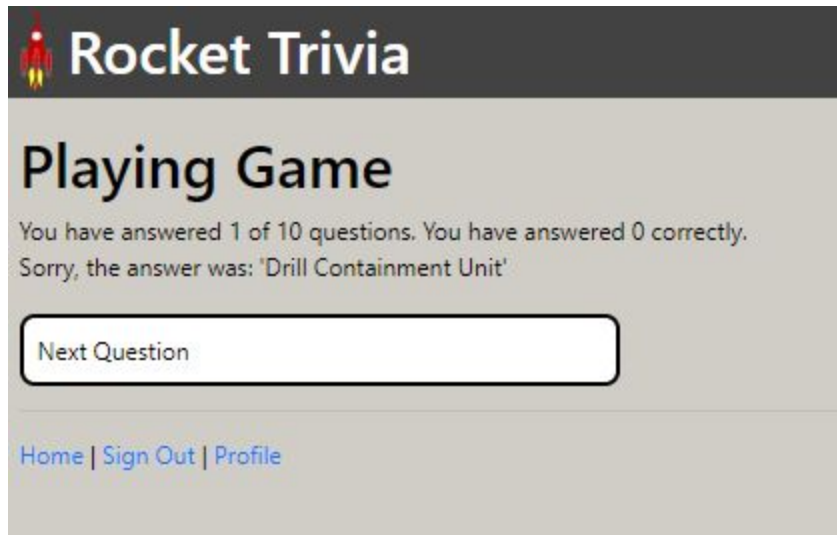 Rocket Trivia
Playing Game
You have answered 1 of 10 questions. You have answered 0 correctly.
Sorry, the answer was: 'Drill Containment Unit'
Next Question
Home | Sign Out | Profile